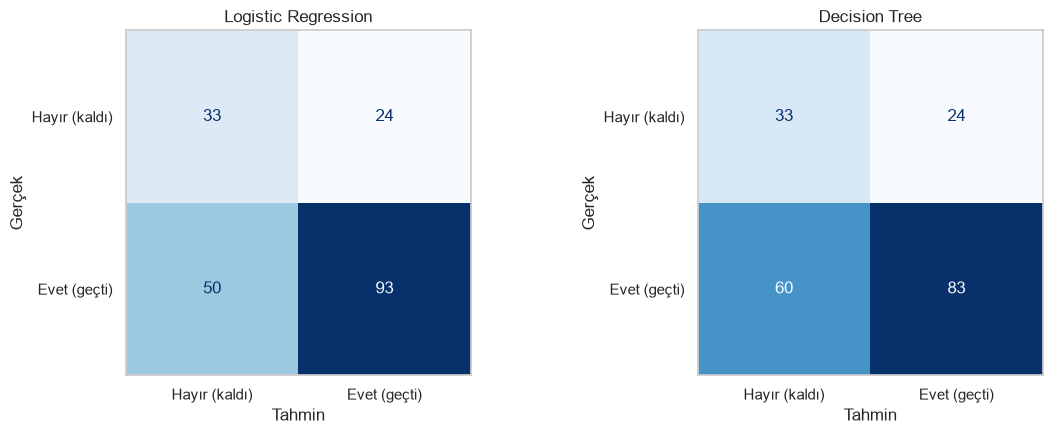 Logistic Regression
Hayır (kaldı)
33
24
Evet (geçti)
50
93
Gerçek
Hayır (kaldı)
Evet (geçti)
Tahmin
Decision Tree
Hayır (kaldı)
33
24
Evet (geçti)
60
83
Gerçek
Hayır (kaldı)
Evet (geçti)
Tahmin